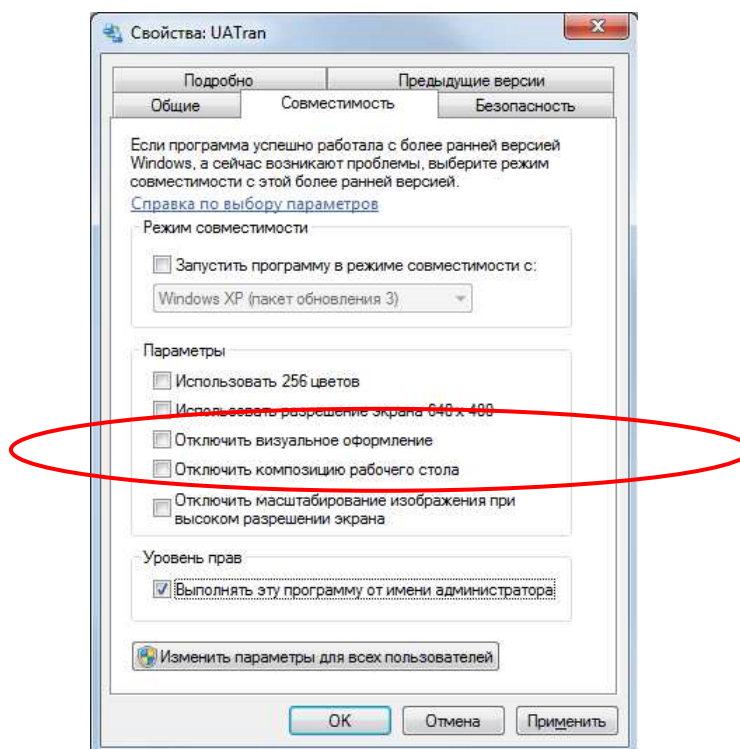 Свойства: UATran
Подробно
Предыдущие версии
Общие
Совместимость
Безопасность
Если программа успешно работала с более ранней версией
Windows, а сейчас возникают проблемы, выберите режим
совместимости с этой более ранней версией.
Справка по выбору параметров
Режим совместимости
Запустить программу в режиме совместимости с:
Windows XP (пакет обновления 3)
Параметры
Использовать 256 цветов
Использовать разрешение экрана 640 x 480
Отключить визуальное оформление
Отключить композицию рабочего стола
Отключить масштабирование изображения при
высоком разрешении экрана
Уровень прав
Выполнять эту программу от имени администратора
Изменить параметры для всех пользователей
OK
Отмена
Применить